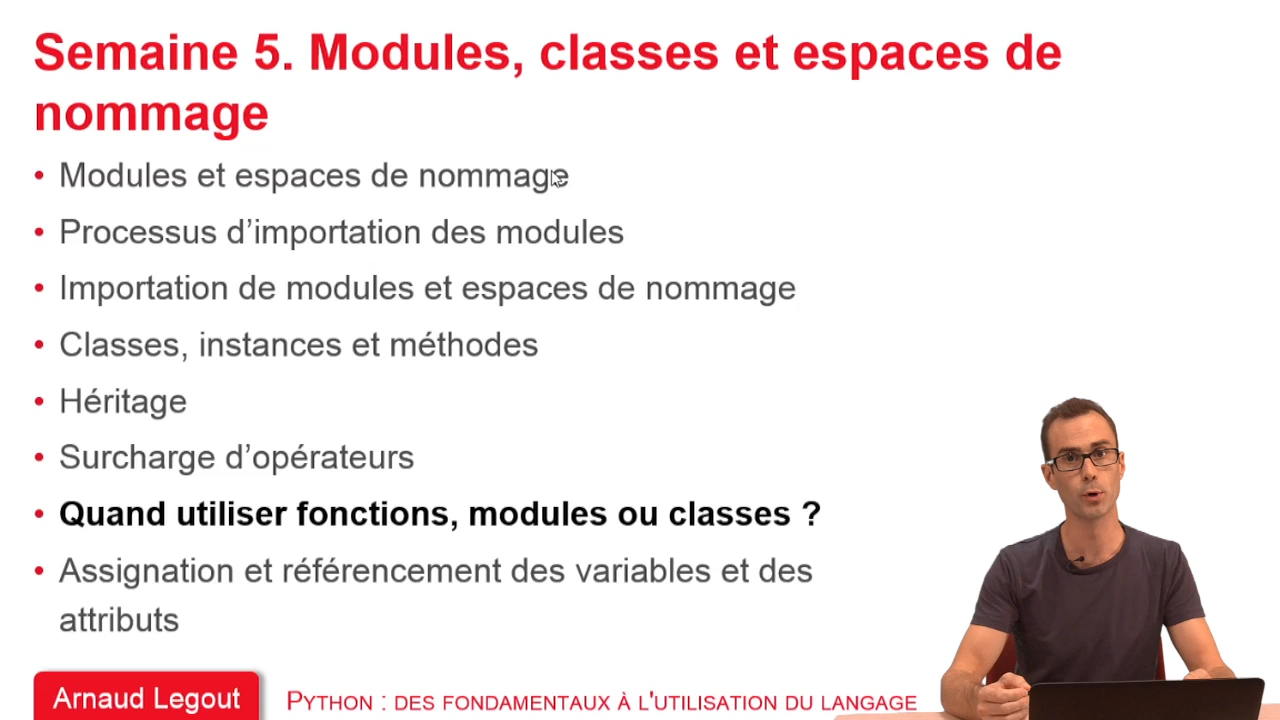 Semaine 5. Modules, classes et espaces de
nommage
• Modules et espaces de nommage
• Processus d’importation des modules
• Importation de modules et espaces de nommage
• Classes, instances et méthodes
• Héritage
• Surcharge d’opérateurs
• Quand utiliser fonctions, modules ou classes ?
• Assignation et référencement des variables et des
attributs
Arnaud Legout
PYTHON : DES FONDAMENTAUX À L'UTILISATION DU LANGAGE